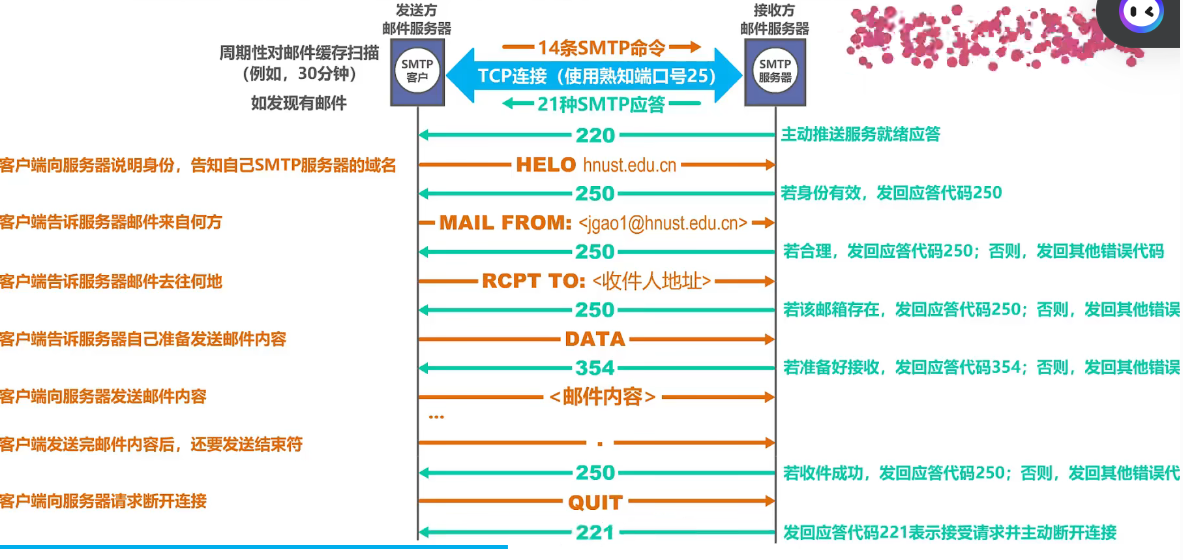 发送方
邮件服务器
接收方
邮件服务器
周期性对邮件缓存扫描
（例如，30分钟）
如发现有邮件
SMTP
客户
14条SMTP命令
TCP连接（使用熟知端口号25）
21种SMTP应答
SMTP
服务器
220
主动推送服务就绪应答
客户端向服务器说明身份，告知自己SMTP服务器的域名
HELO hnust.edu.cn
250
若身份有效，发回应答代码250
客户端告诉服务器邮件来自何方
MAIL FROM: <jgao1@hnust.edu.cn>
250
若合理，发回应答代码250；否则，发回其他错误代码
客户端告诉服务器邮件去往何地
RCPT TO: <收件人地址>
250
若该邮箱存在，发回应答代码250；否则，发回其他错误
客户端告诉服务器自己准备发送邮件内容
DATA
354
若准备好接收，发回应答代码354；否则，发回其他错误
客户端向服务器发送邮件内容
<邮件内容>
...
客户端发送完邮件内容后，还要发送结束符
.
250
若收件成功，发回应答代码250；否则，发回其他错误代
客户端向服务器请求断开连接
QUIT
221
发回应答代码221表示接受请求并主动断开连接